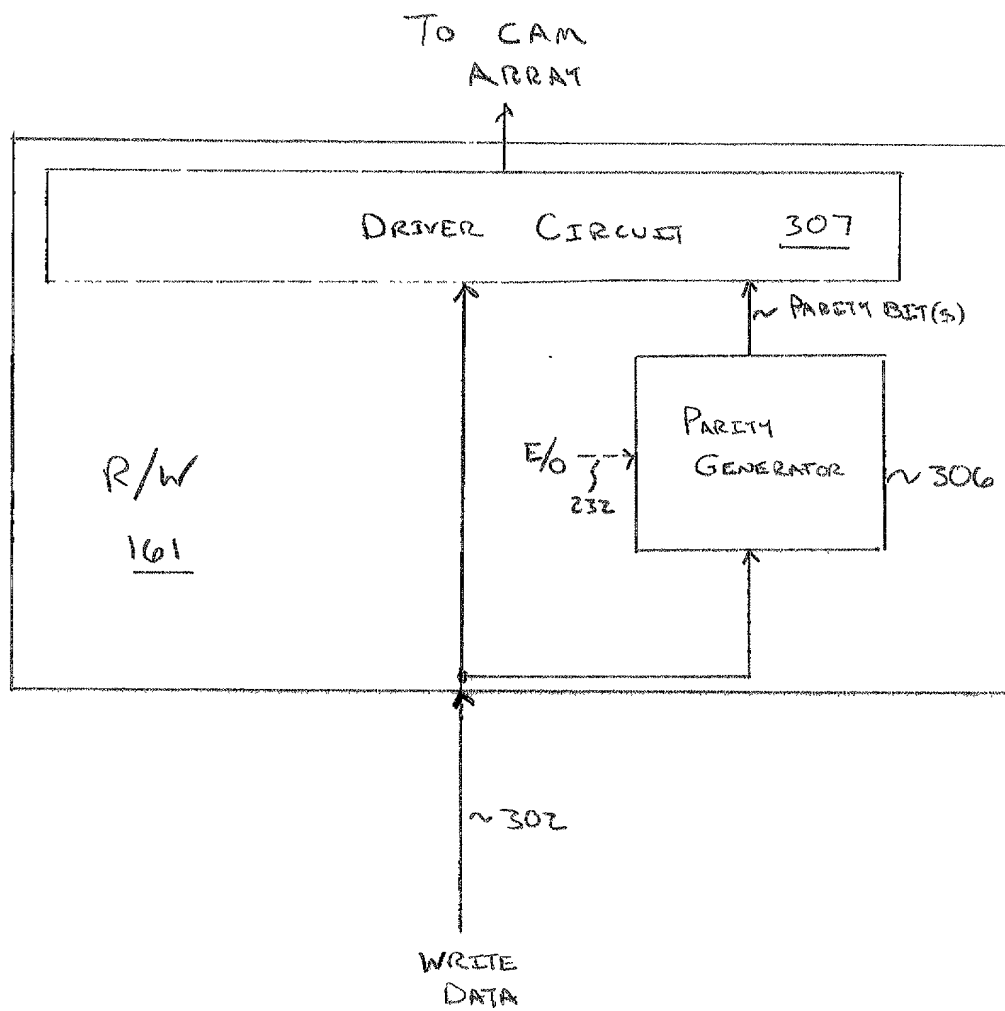 TO CAM
ARRAY
DRIVER CIRCUIT 307
~ PARITY BIT(S)
PARITY
GENERATOR
E/O
232
~ 306
R/W
161
~ 302
WRITE
DATA